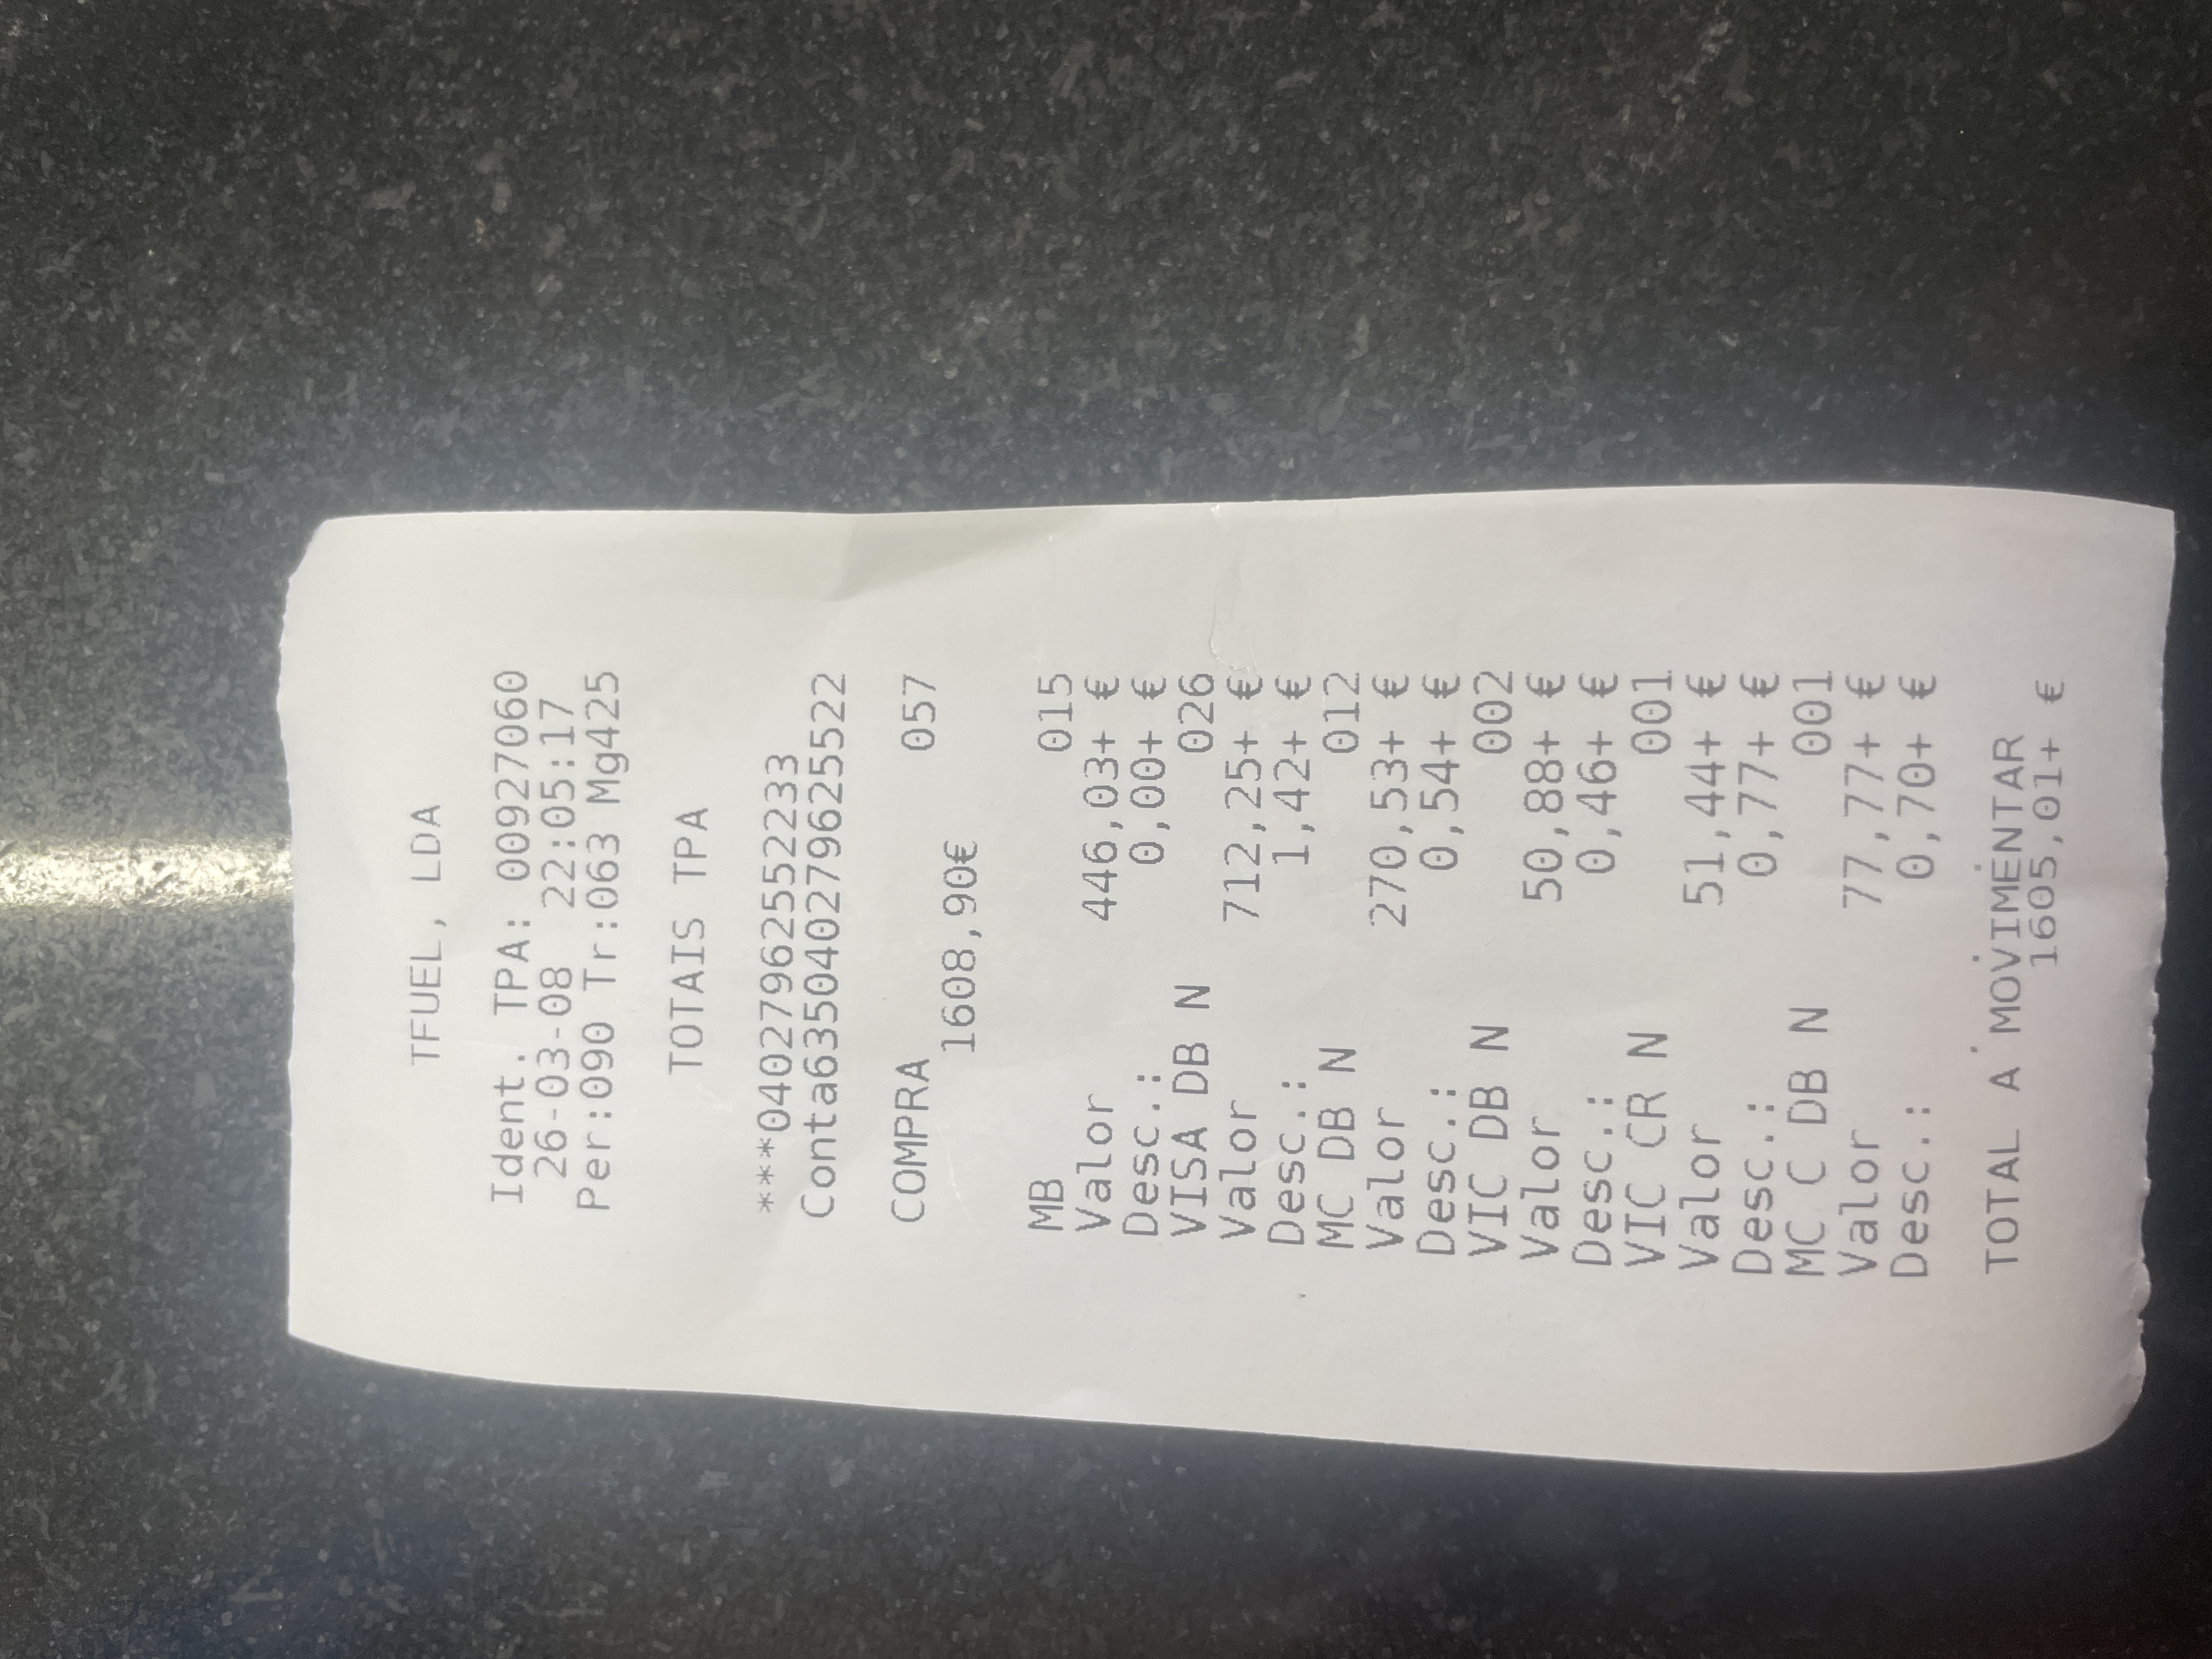 TFUEL, LDA
Ident. TPA: 00927060
26-03-08 22:05:17
Per:090 Tr:063 Mg425
TOTAIS TPA
***04027962552233
Conta63504027962552​2
COMPRA 057
1608,90€
MB 015
Valor 446,03+ €
Desc.: 0,00+ €
VISA DB N 026
Valor 712,25+ €
Desc.: 1,42+ €
MC DB N 012
Valor 270,53+ €
Desc.: 0,54+ €
VIC DB N 002
Valor 50,88+ €
Desc.: 0,46+ €
VIC CR N 001
Valor 51,44+ €
Desc.: 0,77+ €
MC C DB N 001
Valor 77,77+ €
Desc.: 0,70+ €
TOTAL A MOVIMENTAR
1605,01+ €